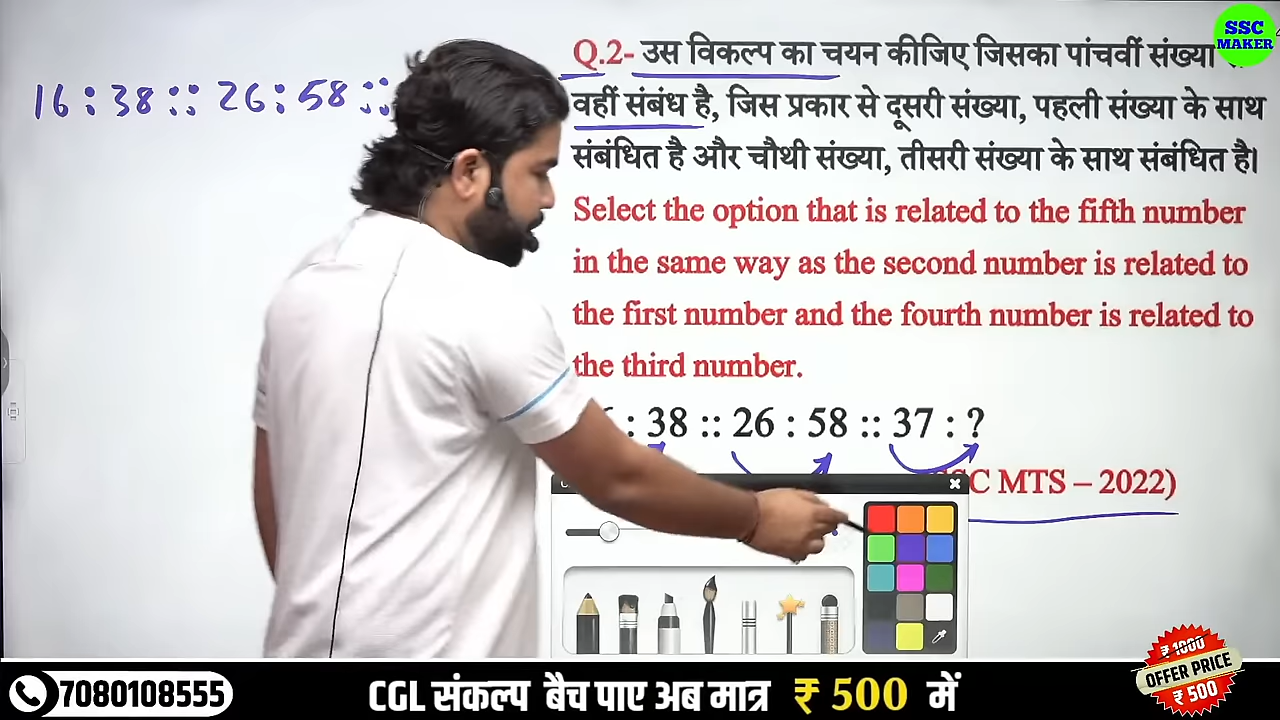 SSC
MAKER
16 : 38 :: 26 : 58 ::
Q.2- उस विकल्प का चयन कीजिए जिसका पांचवीं संख्या
वहीं संबंध है, जिस प्रकार से दूसरी संख्या, पहली संख्या के साथ
संबंधित है और चौथी संख्या, तीसरी संख्या के साथ संबंधित है।
Select the option that is related to the fifth number
in the same way as the second number is related to
the first number and the fourth number is related to
the third number.
: 38 :: 26 : 58 :: 37 : ?
MTS – 2022)
7080108555
CGL संकल्प बैच पाए अब मात्र ₹ 500 में
₹ 1000
OFFER PRICE
₹ 500